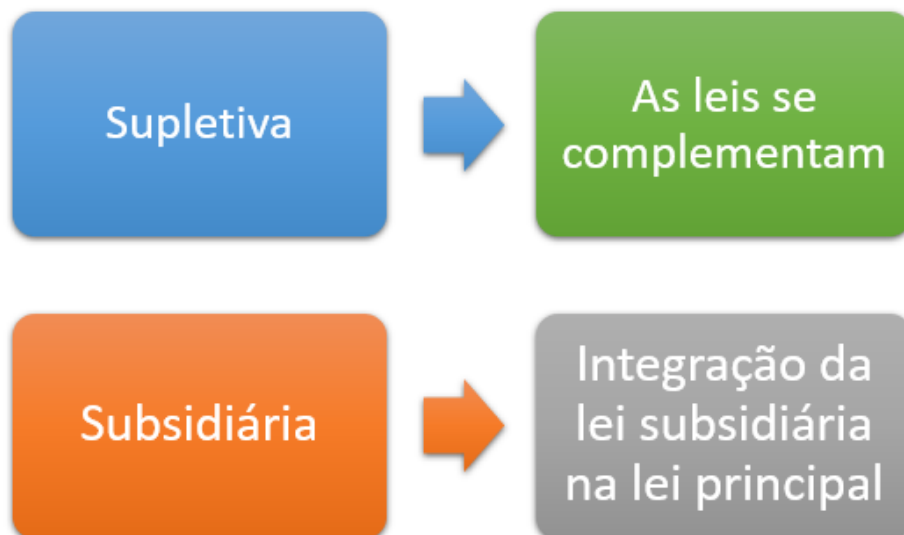 Supletiva
As leis se
complementam
Subsidiária
Integração da
lei subsidiária
na lei principal